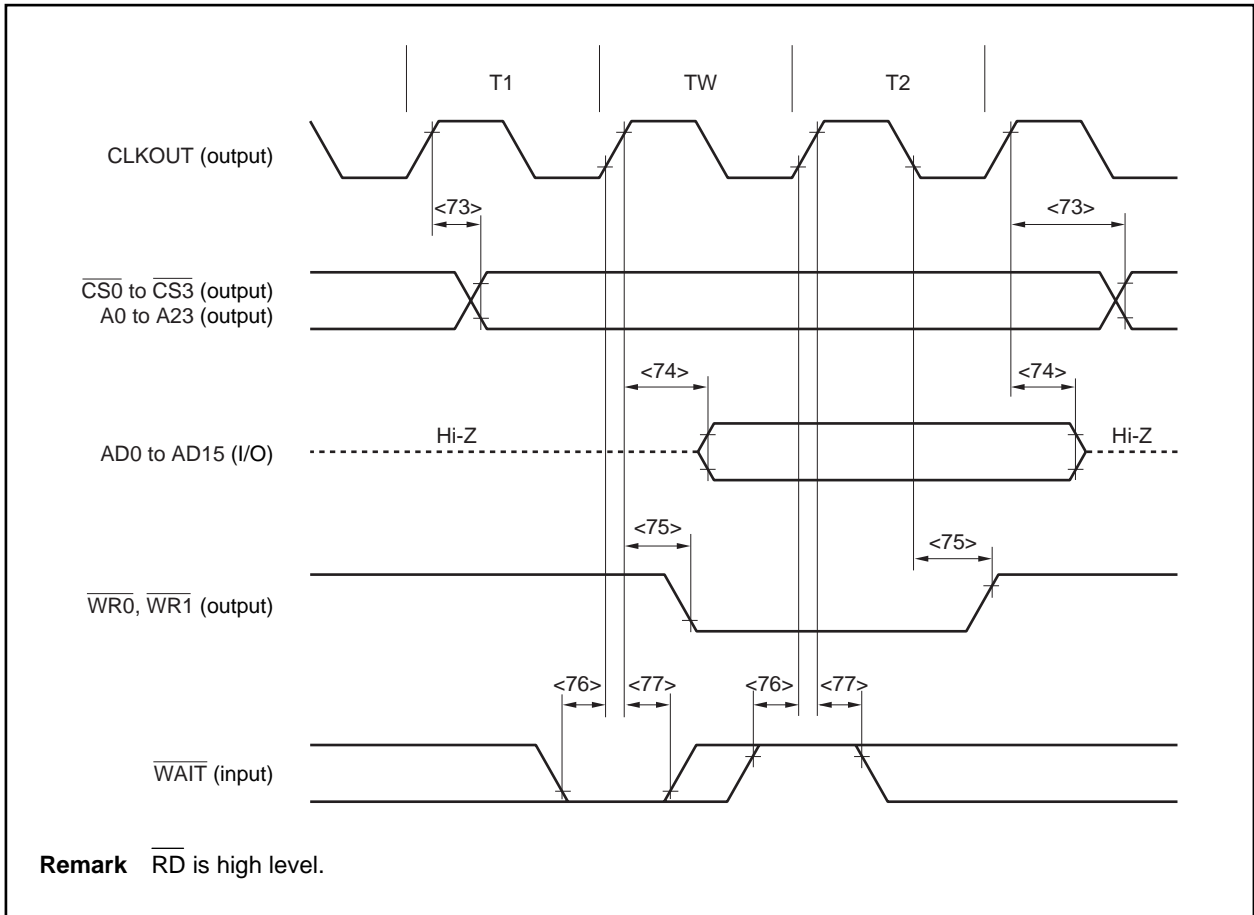 T1 TW T2
CLKOUT (output)
<73> <73>
CS0 to CS3 (output)
A0 to A23 (output)
<74> <74>
Hi-Z Hi-Z
AD0 to AD15 (I/O)
<75>
<75>
WR0, WR1 (output)
<76> <77> <76> <77>
WAIT (input)
Remark RD is high level.